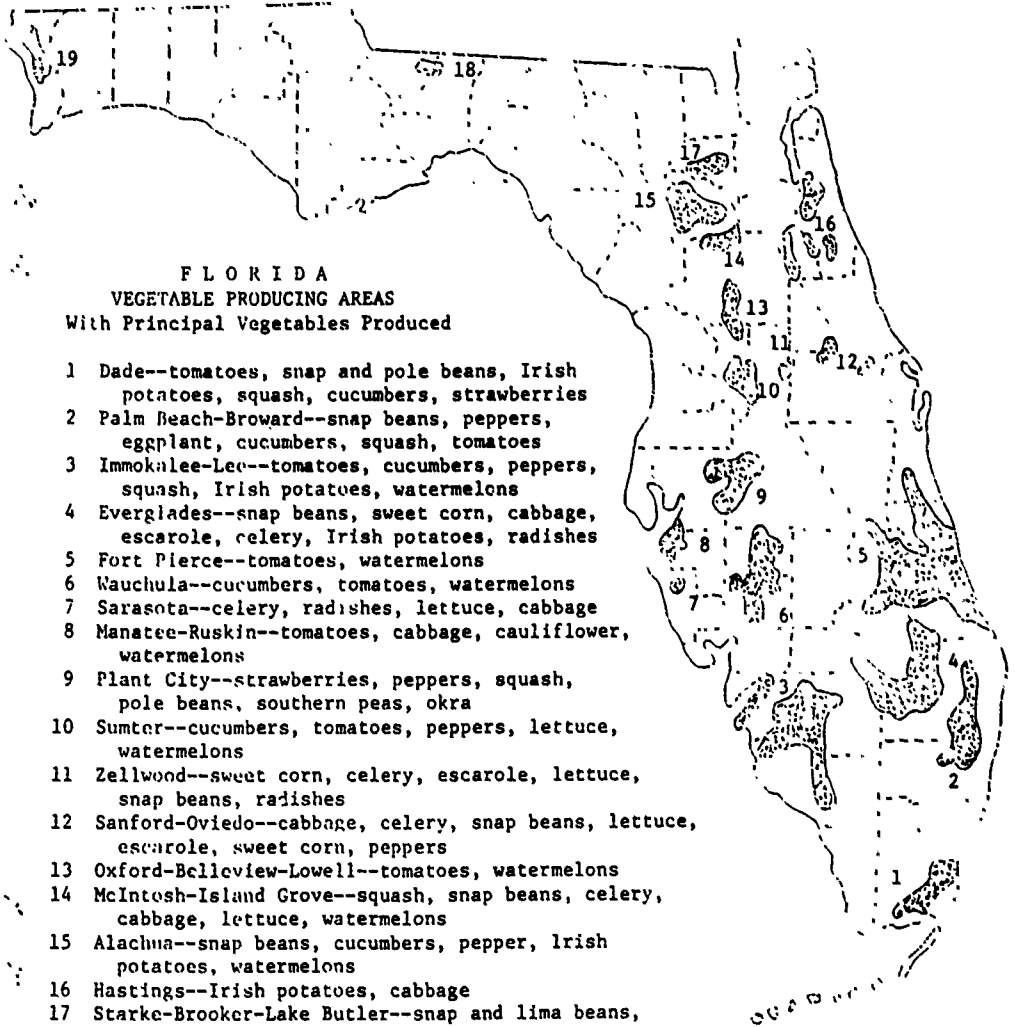 FLORIDA
VEGETABLE PRODUCING AREAS
With Principal Vegetables Produced
1 Dade--tomatoes, snap and pole beans, Irish
potatoes, squash, cucumbers, strawberries
2 Palm Beach-Broward--snap beans, peppers,
eggplant, cucumbers, squash, tomatoes
3 Immokalee-Lee--tomatoes, cucumbers, peppers,
squash, Irish potatoes, watermelons
4 Everglades--snap beans, sweet corn, cabbage,
escarole, celery, Irish potatoes, radishes
5 Fort Pierce--tomatoes, watermelons
6 Wauchula--cucumbers, tomatoes, watermelons
7 Sarasota--celery, radishes, lettuce, cabbage
8 Manatee-Ruskin--tomatoes, cabbage, cauliflower,
watermelons
9 Plant City--strawberries, peppers, squash,
pole beans, southern peas, okra
10 Sumter--cucumbers, tomatoes, peppers, lettuce,
watermelons
11 Zellwood--sweet corn, celery, escarole, lettuce,
snap beans, radishes
12 Sanford-Oviedo--cabbage, celery, snap beans, lettuce,
escarole, sweet corn, peppers
13 Oxford-Belleview-Lowell--tomatoes, watermelons
14 McIntosh-Island Grove--squash, snap beans, celery,
cabbage, lettuce, watermelons
15 Alachua--snap beans, cucumbers, pepper, Irish
potatoes, watermelons
16 Hastings--Irish potatoes, cabbage
17 Starke-Brooker-Lake Butler--snap and lima beans,
19
18
17
15
16
14
13
11
12
10
9
8
5
7
6
4
3
2
1